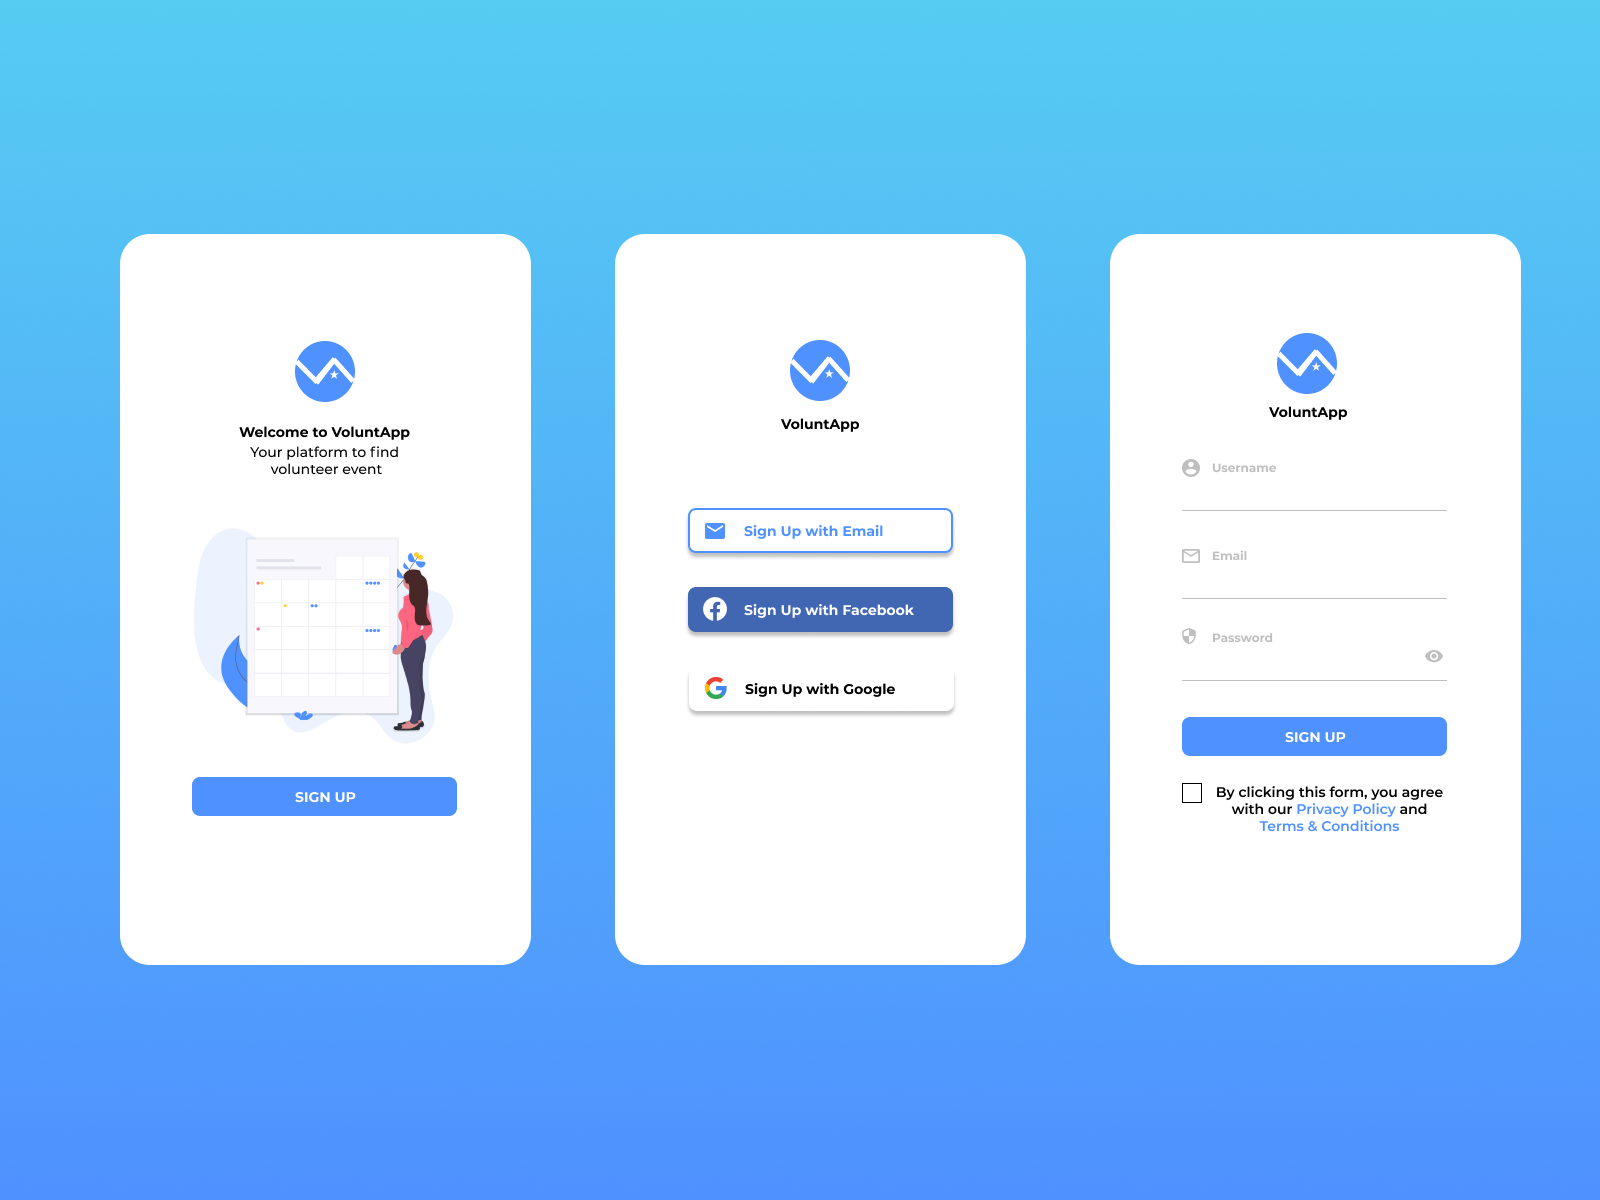 Welcome to VoluntApp
Your platform to find
volunteer event
SIGN UP
VoluntApp
Sign Up with Email
Sign Up with Facebook
Sign Up with Google
VoluntApp
Username
Email
Password
SIGN UP
By clicking this form, you agree
with our Privacy Policy and
Terms & Conditions